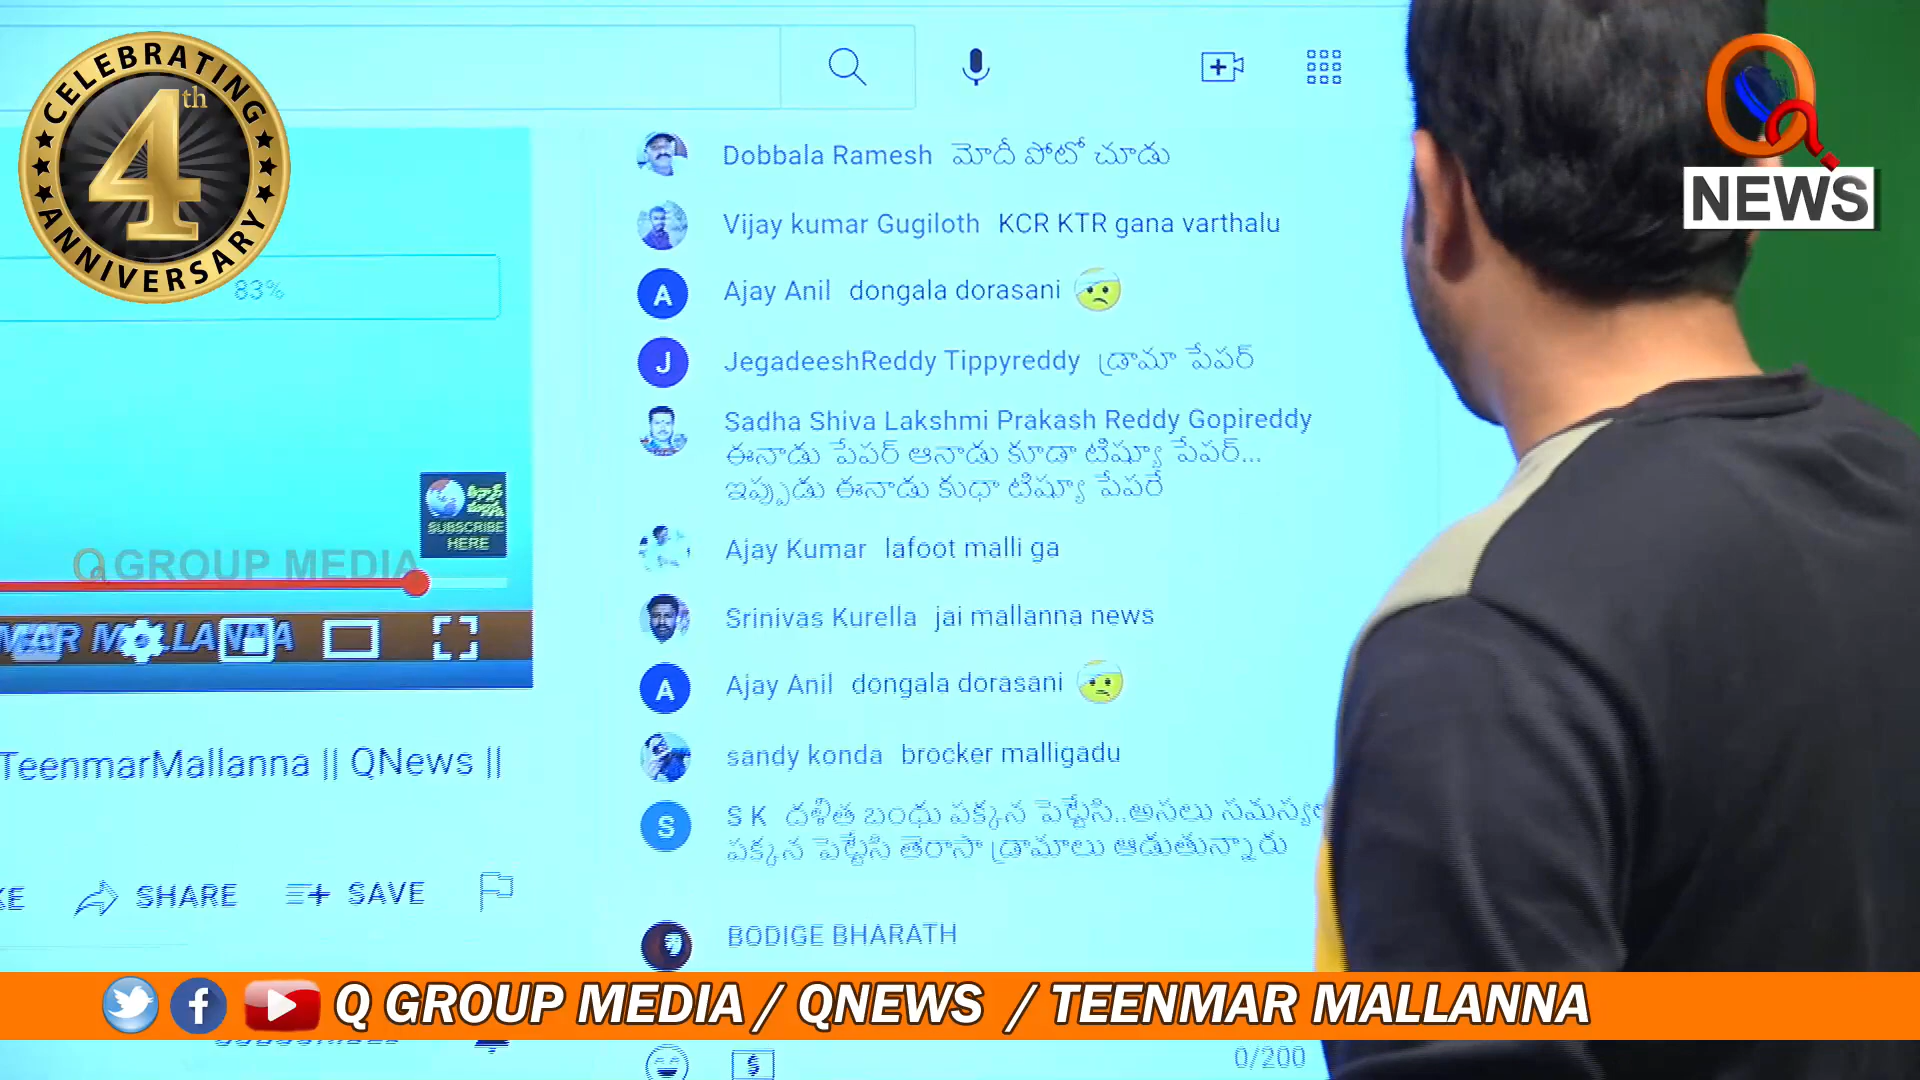 CELEBRATING
4th
ANNIVERSARY
83%
SUBSCRIBE
HERE
Q GROUP MEDIA
MAR MALLANNA
TeenmarMallanna || QNews ||
SHARE
SAVE
Dobbala Ramesh మోదీ పోటో చూడు
Vijay kumar Gugiloth KCR KTR gana varthalu
A Ajay Anil dongala dorasani
J JegadeeshReddy Tippyreddy డ్రామా పేపర్
Sadha Shiva Lakshmi Prakash Reddy Gopireddy
ఈనాడు పేపర్ ఆనాడు కూడా టిష్యూ పేపర్...
ఇప్పుడు ఈనాడు కుధా టిష్యూ పేపరే
Ajay Kumar lafoot malli ga
Srinivas Kurella jai mallanna news
A Ajay Anil dongala dorasani
sandy konda brocker malligadu
S S K దళిత బంధు పక్కన పెట్టేసి..అసలు
పక్కన పెట్టేసి తెరాసా డ్రామాలు ఆడుతున్నారు
BODIGE BHARATH
0/200
Q
NEWS
Q GROUP MEDIA / QNEWS / TEENMAR MALLANNA